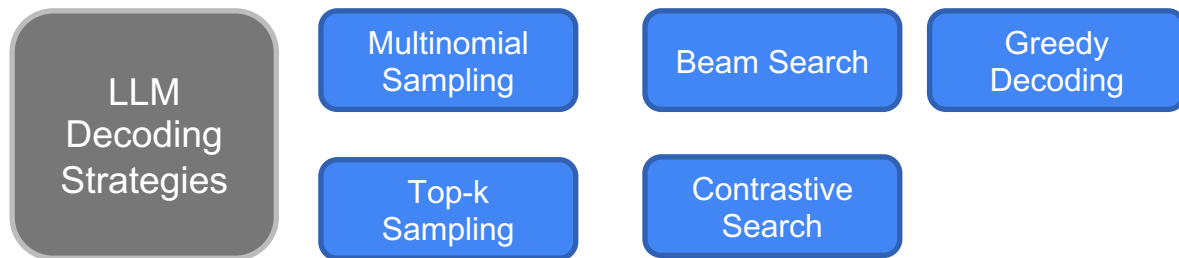 LLM
Decoding
Strategies
Multinomial
Sampling
Beam Search
Greedy
Decoding
Top-k
Sampling
Contrastive
Search